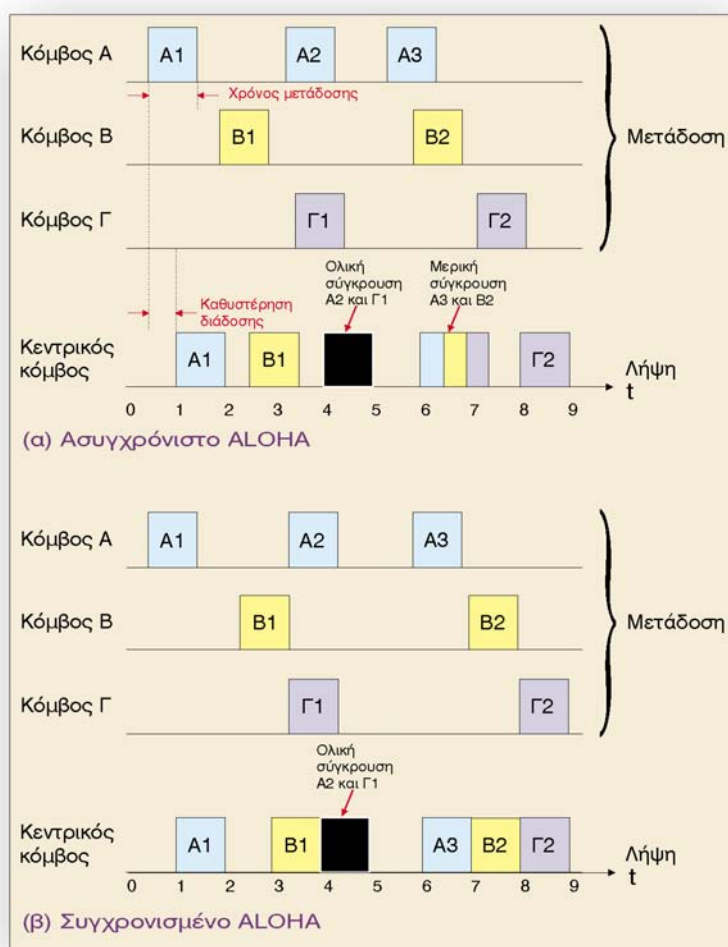 Κόμβος Α
Α1
Α2
Α3
Χρόνος μετάδοσης
Κόμβος Β
Β1
Β2
Μετάδοση
Κόμβος Γ
Γ1
Γ2
Ολική
σύγκρουση
Α2 και Γ1
Μερική
σύγκρουση
Α3 και Β2
Καθυστέρηση
διάδοσης
Κεντρικός
κόμβος
Α1
Β1
Γ2
Λήψη
t
0 1 2 3 4 5 6 7 8 9
(α) Ασυγχρόνιστο ALOHA
Κόμβος Α
Α1
Α2
Α3
Κόμβος Β
Β1
Β2
Μετάδοση
Κόμβος Γ
Γ1
Γ2
Ολική
σύγκρουση
Α2 και Γ1
Κεντρικός
κόμβος
Α1
Β1
Α3
Β2
Γ2
Λήψη
t
0 1 2 3 4 5 6 7 8 9
(β) Συγχρονισμένο ALOHA